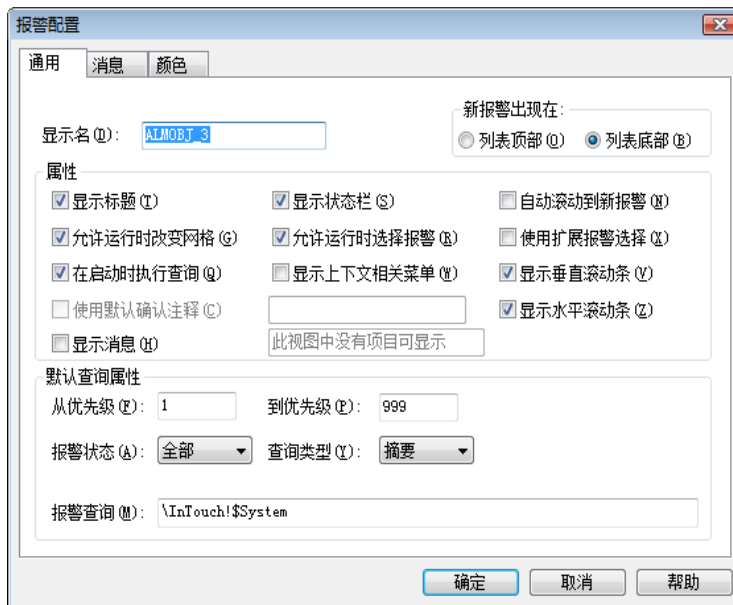 报警配置
通用 消息 颜色
新报警出现在:
显示名(D): ALMOBJ_3 列表顶部(O) 列表底部(B)
属性
显示标题(T) 显示状态栏(S) 自动滚动到新报警(N)
允许运行时改变网格(G) 允许运行时选择报警(R) 使用扩展报警选择(X)
在启动时执行查询(Q) 显示上下文相关菜单(W) 显示垂直滚动条(V)
使用默认确认注释(C) 显示水平滚动条(Z)
显示消息(H) 此视图中没有项目可显示
默认查询属性
从优先级(F): 1 到优先级(P): 999
报警状态(A): 全部 查询类型(Y): 摘要
报警查询(M): \InTouch!$System
确定 取消 帮助